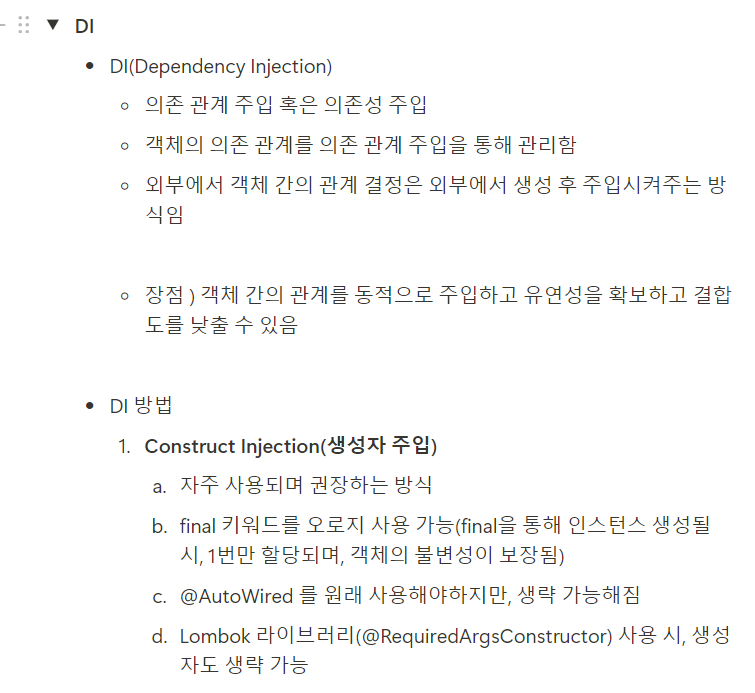 DI
• DI(Dependency Injection)
◦ 의존 관계 주입 혹은 의존성 주입
◦ 객체의 의존 관계를 의존 관계 주입을 통해 관리함
◦ 외부에서 객체 간의 관계 결정은 외부에서 생성 후 주입시켜주는 방
식임
◦ 장점 ) 객체 간의 관계를 동적으로 주입하고 유연성을 확보하고 결합
도를 낮출 수 있음
• DI 방법
1. Construct Injection(생성자 주입)
a. 자주 사용되며 권장하는 방식
b. final 키워드를 오로지 사용 가능(final을 통해 인스턴스 생성될
시, 1번만 할당되며, 객체의 불변성이 보장됨)
c. @AutoWired 를 원래 사용해야하지만, 생략 가능해짐
d. Lombok 라이브러리(@RequiredArgsConstructor) 사용 시, 생성
자도 생략 가능